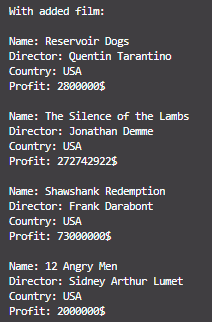 With added film:
Name: Reservoir Dogs
Director: Quentin Tarantino
Country: USA
Profit: 2800000$
Name: The Silence of the Lambs
Director: Jonathan Demme
Country: USA
Profit: 272742922$
Name: Shawshank Redemption
Director: Frank Darabont
Country: USA
Profit: 73000000$
Name: 12 Angry Men
Director: Sidney Arthur Lumet
Country: USA
Profit: 2000000$